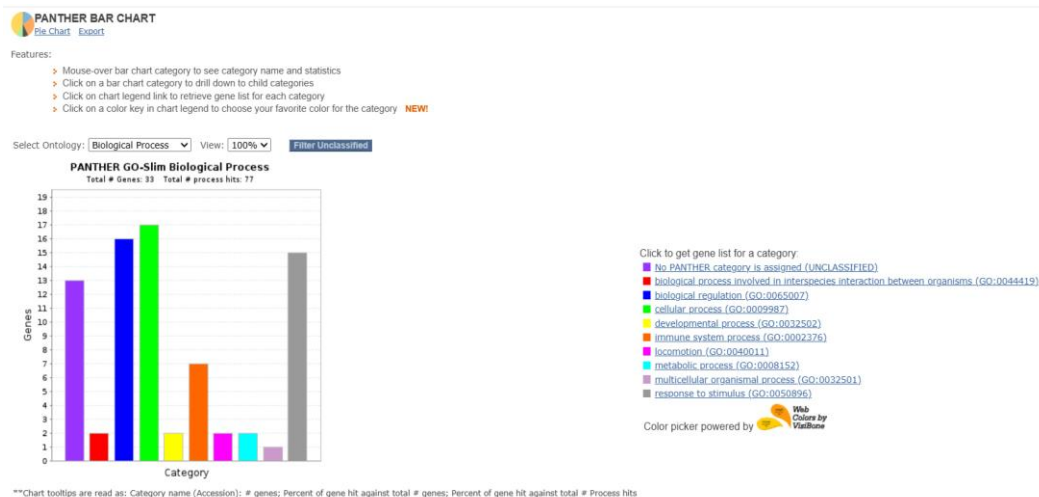 PANTHER BAR CHART
Pie Chart Export
Features:
Mouse-over bar chart category to see category name and statistics
Click on a bar chart category to drill down to child categories
Click on chart legend link to retrieve gene list for each category
Click on a color key in chart legend to choose your favorite color for the category NEW!
Select Ontology: Biological Process View: 100% Filter Unclassified
PANTHER GO-Slim Biological Process
Total # Genes: 33 Total # process hits: 77
19
18
17
16
15
14
13
12
11
10
9
8
7
6
5
4
3
2
1
0
Genes
Category
Click to get gene list for a category:
No PANTHER category is assigned (UNCLASSIFIED)
biological process involved in interspecies interaction between organisms (GO:0044419)
biological regulation (GO:0065007)
cellular process (GO:0009987)
developmental process (GO:0032502)
immune system process (GO:0002376)
locomotion (GO:0040011)
metabolic process (GO:0008152)
multicellular organismal process (GO:0032501)
response to stimulus (GO:0050896)
Color picker powered by
Web
Colors by
VisiBone
**Chart tooltips are read as: Category name (Accession): # genes; Percent of gene hit against total # genes; Percent of gene hit against total # Process hits